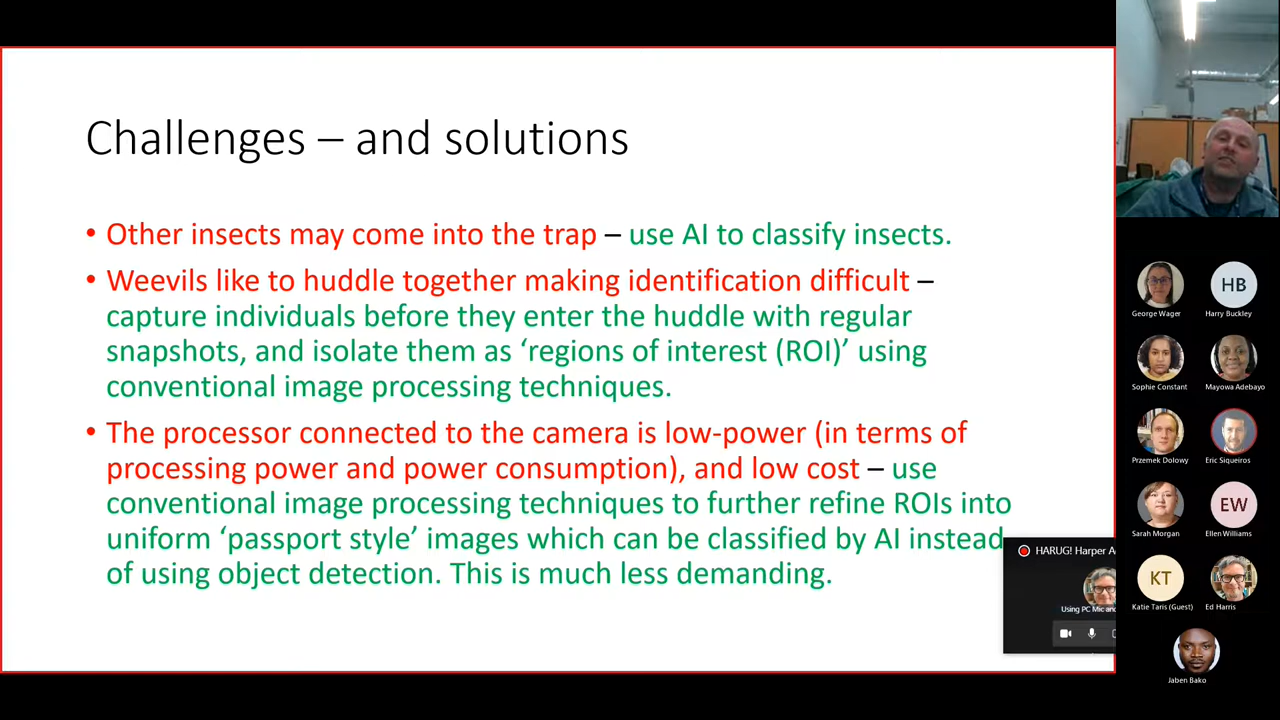 Challenges – and solutions
• Other insects may come into the trap – use AI to classify insects.
• Weevils like to huddle together making identification difficult –
capture individuals before they enter the huddle with regular
snapshots, and isolate them as ‘regions of interest (ROI)’ using
conventional image processing techniques.
• The processor connected to the camera is low-power (in terms of
processing power and power consumption), and low cost – use
conventional image processing techniques to further refine ROIs into
uniform ‘passport style’ images which can be classified by AI instead
of using object detection. This is much less demanding.
HARUG! Harper A
Using PC Mic and
HB
George Wager
Harry Buckley
Sophie Constant
Mayowa Adebayo
Przemek Dolowy
Eric Siqueiros
EW
Sarah Morgan
Ellen Williams
KT
Katie Taris (Guest)
Ed Harris
Jaben Bako